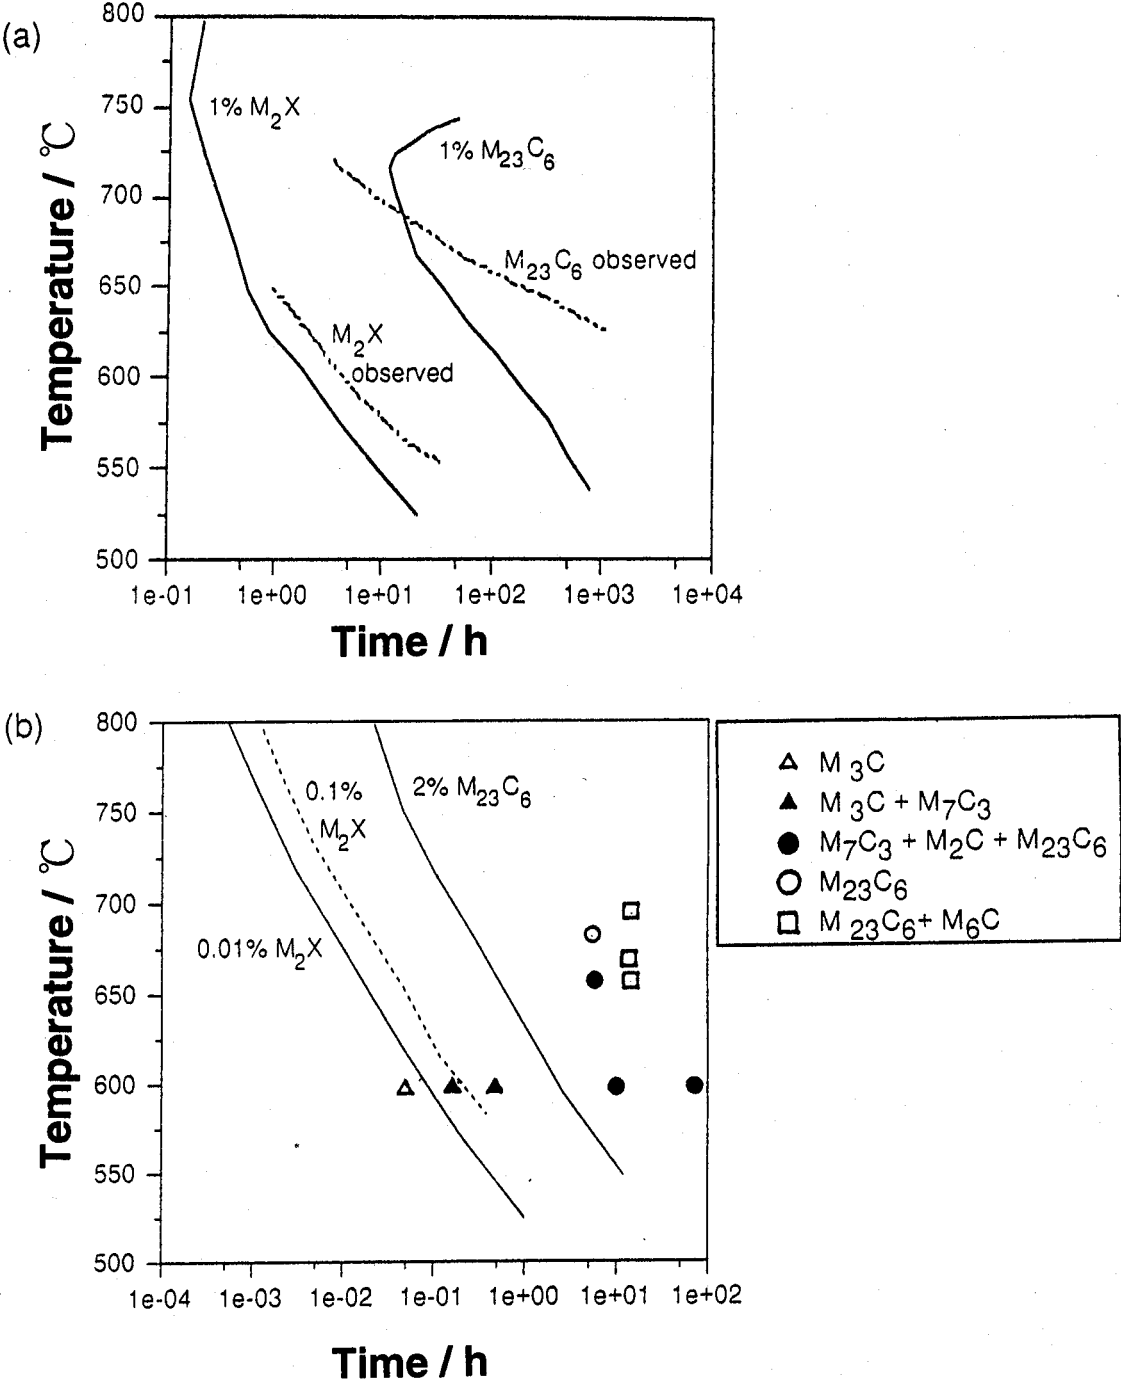 (a)
800
750
700
650
600
550
500
Temperature / °C
1% M2X
1% M23C6
M23C6 observed
M2X
observed
1e-01 1e+00 1e+01 1e+02 1e+03 1e+04
Time / h
(b)
800
750
700
650
600
550
500
Temperature / °C
0.1%
M2X
2% M23C6
0.01% M2X
1e-04 1e-03 1e-02 1e-01 1e+00 1e+01 1e+02
Time / h
M3C
M3C + M7C3
M7C3 + M2C + M23C6
M23C6
M23C6+ M6C